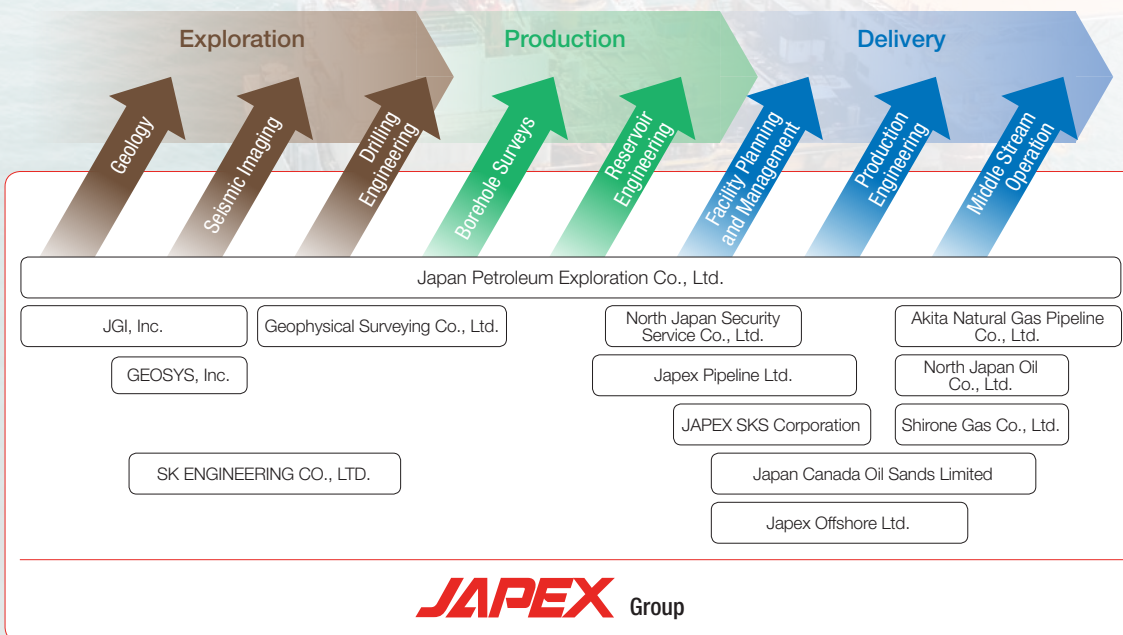 Exploration
Production
Delivery
Geology
Seismic Imaging
Drilling
Engineering
Borehole Surveys
Reservoir
Engineering
Facility Planning
and Management
Production
Engineering
Middle Stream
Operation
Japan Petroleum Exploration Co., Ltd.
JGI, Inc.
Geophysical Surveying Co., Ltd.
North Japan Security
Service Co., Ltd.
Akita Natural Gas Pipeline
Co., Ltd.
GEOSYS, Inc.
Japex Pipeline Ltd.
North Japan Oil
Co., Ltd.
JAPEX SKS Corporation
Shirone Gas Co., Ltd.
SK ENGINEERING CO., LTD.
Japan Canada Oil Sands Limited
Japex Offshore Ltd.
JAPEX Group